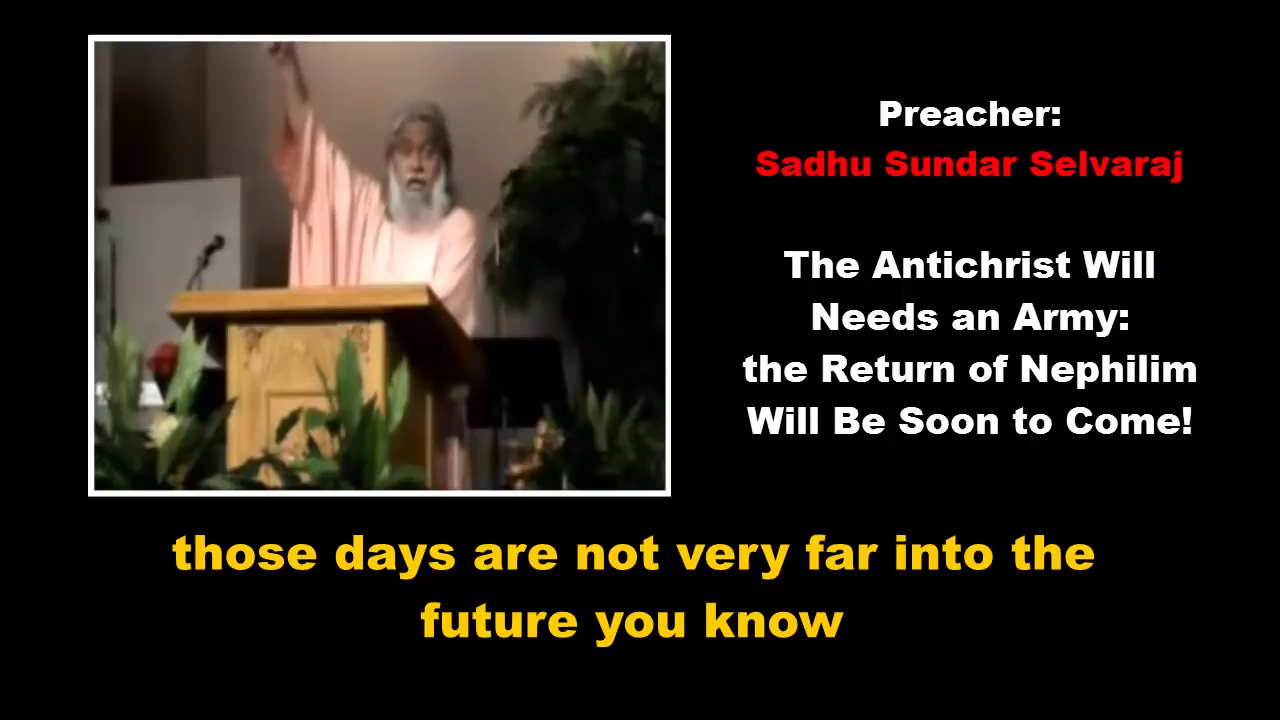 Preacher:
Sadhu Sundar Selvaraj
The Antichrist Will
Needs an Army:
the Return of Nephilim
Will Be Soon to Come!
those days are not very far into the
future you know